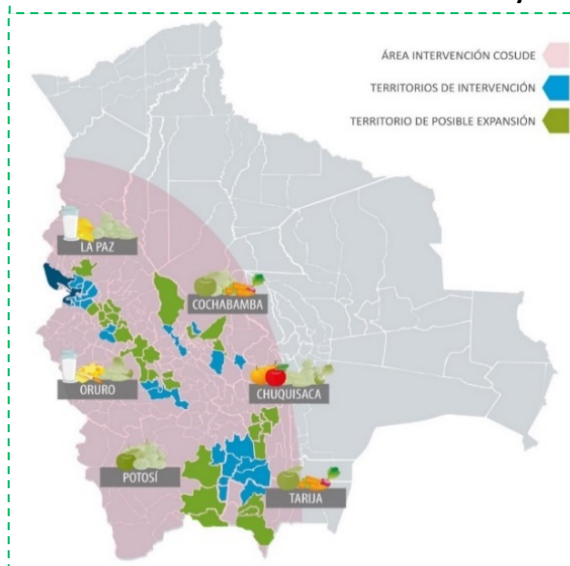 ÁREA INTERVENCIÓN COSUDE
TERRITORIOS DE INTERVENCIÓN
TERRITORIO DE POSIBLE EXPANSIÓN
LA PAZ
COCHABAMBA
ORURO
CHUQUISACA
POTOSÍ
TARIJA